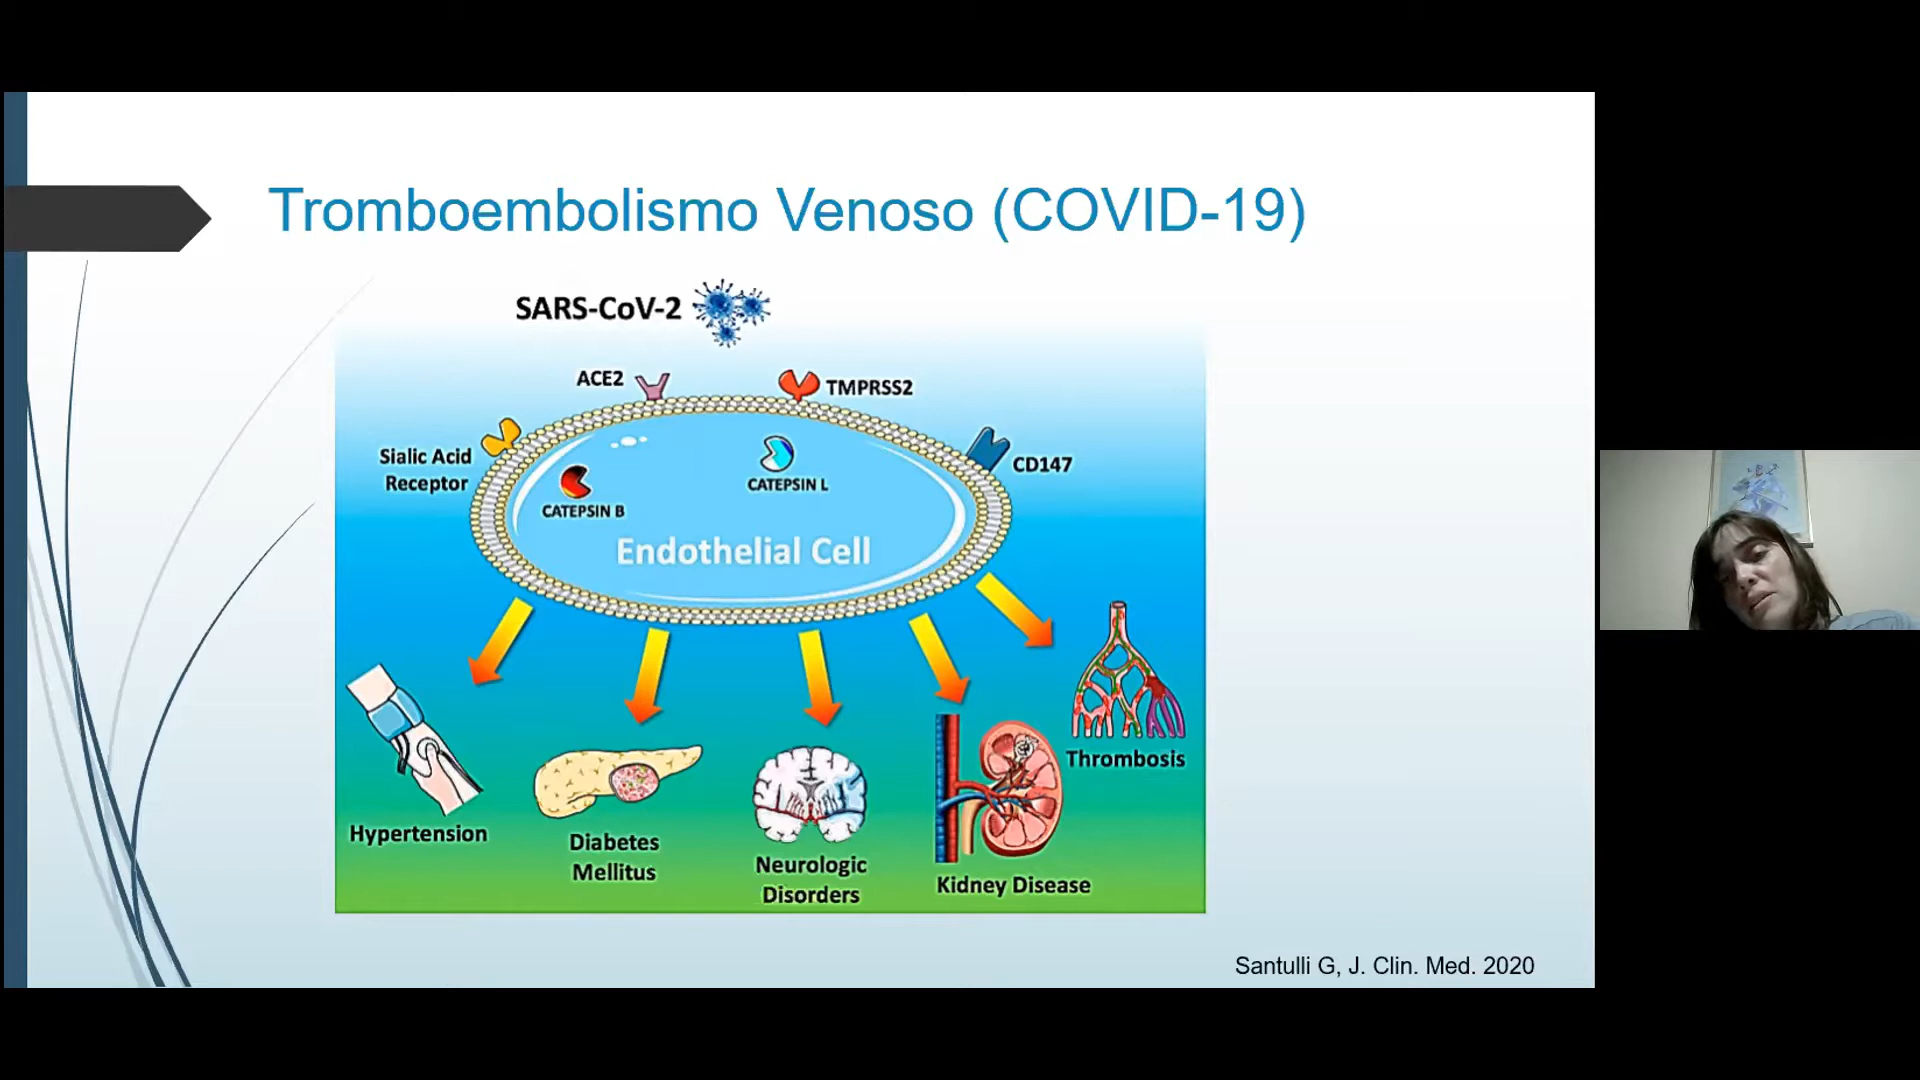 Tromboembolismo Venoso (COVID-19)
SARS-CoV-2
ACE2
TMPRSS2
Sialic Acid
Receptor
CD147
CATEPSIN L
CATEPSIN B
Endothelial Cell
Thrombosis
Hypertension
Diabetes
Mellitus
Neurologic
Disorders
Kidney Disease
Santulli G, J. Clin. Med. 2020